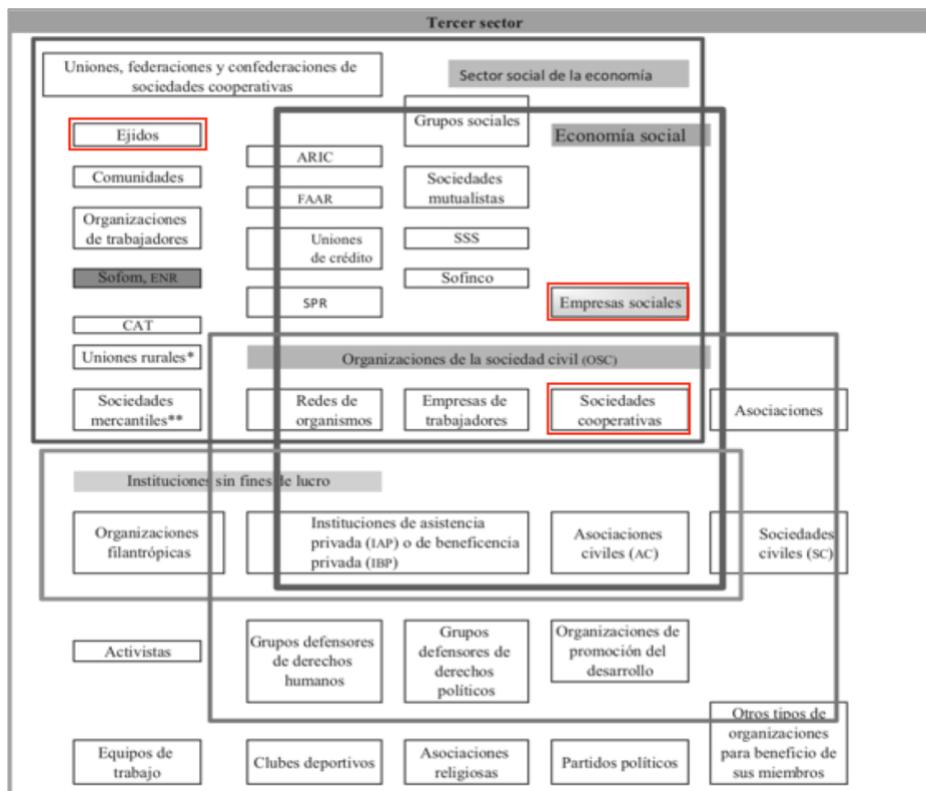 Tercer sector
Uniones, federaciones y confederaciones de
sociedades cooperativas
Sector social de la economía
Grupos sociales
Ejidos
Economía social
ARIC
Comunidades
Sociedades
mutualistas
FAAR
Organizaciones
de trabajadores
Uniones
de crédito
SSS
Sofom, ENR
Sofinco
SPR
Empresas sociales
CAT
Uniones rurales*
Organizaciones de la sociedad civil (OSC)
Sociedades
mercantiles**
Redes de
organismos
Empresas de
trabajadores
Sociedades
cooperativas
Asociaciones
Instituciones sin fines de lucro
Organizaciones
filantrópicas
Instituciones de asistencia
privada (IAP) o de beneficencia
privada (IBP)
Asociaciones
civiles (AC)
Sociedades
civiles (SC)
Activistas
Grupos defensores
de derechos
humanos
Grupos
defensores de
derechos
políticos
Organizaciones de
promoción del
desarrollo
Equipos de
trabajo
Clubes deportivos
Asociaciones
religiosas
Partidos políticos
Otros tipos de
organizaciones
para beneficio de
sus miembros